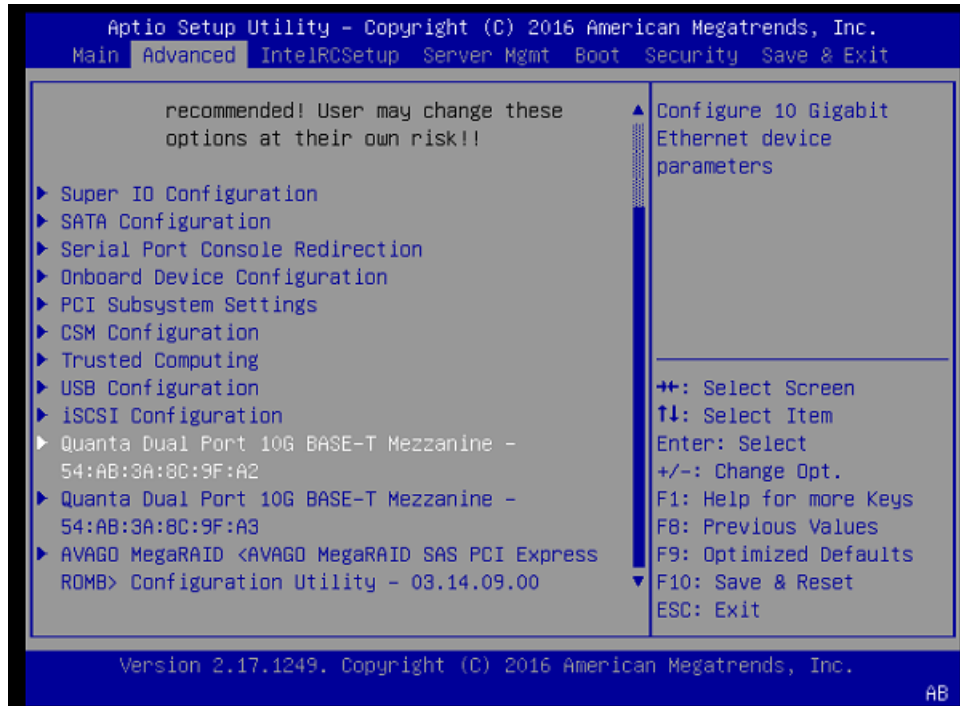 Aptio Setup Utility – Copyright (C) 2016 American Megatrends, Inc.
Main Advanced IntelRCSetup Server Mgmt Boot Security Save & Exit
recommended! User may change these
options at their own risk!!
Super IO Configuration
SATA Configuration
Serial Port Console Redirection
Onboard Device Configuration
PCI Subsystem Settings
CSM Configuration
Trusted Computing
USB Configuration
iSCSI Configuration
Quanta Dual Port 10G BASE-T Mezzanine –
54:AB:3A:8C:9F:A2
Quanta Dual Port 10G BASE-T Mezzanine –
54:AB:3A:8C:9F:A3
AVAGO MegaRAID <AVAGO MegaRAID SAS PCI Express
ROMB> Configuration Utility – 03.14.09.00
Configure 10 Gigabit
Ethernet device
parameters
→←: Select Screen
↑↓: Select Item
Enter: Select
+/-: Change Opt.
F1: Help for more Keys
F8: Previous Values
F9: Optimized Defaults
F10: Save & Reset
ESC: Exit
Version 2.17.1249. Copyright (C) 2016 American Megatrends, Inc.
AB